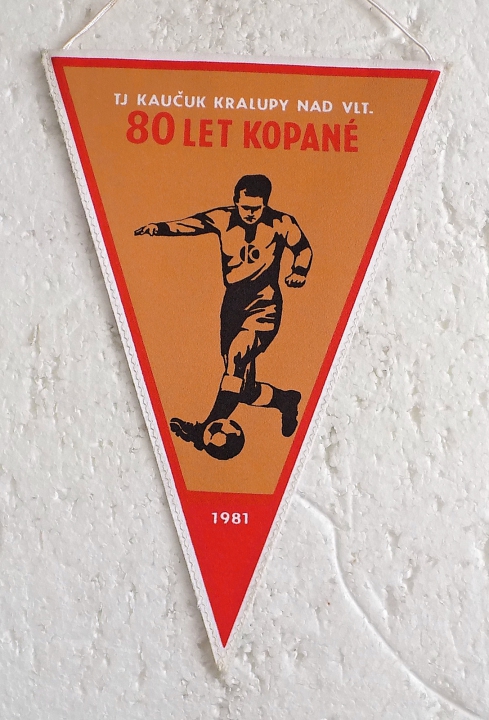 TJ KAUČUK KRALUPY NAD VLT.
80 LET KOPANÉ
K
1981